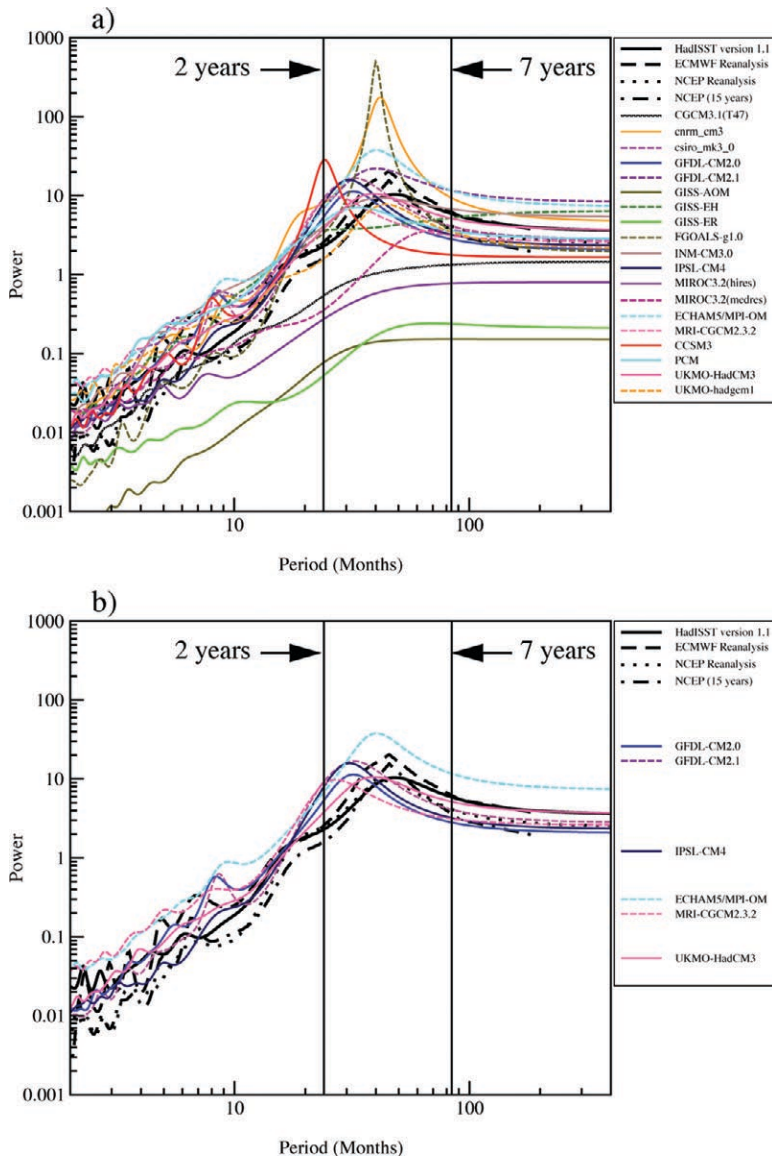 a)
1000
100
10
1
0.1
0.01
0.001
Power
2 years
7 years
10
100
Period (Months)
HadISST version 1.1
ECMWF Reanalysis
NCEP Reanalysis
NCEP (15 years)
CGCM3.1(T47)
cnrm_cm3
csiro_mk3_0
GFDL-CM2.0
GFDL-CM2.1
GISS-AOM
GISS-EH
GISS-ER
FGOALS-g1.0
INM-CM3.0
IPSL-CM4
MIROC3.2(hires)
MIROC3.2(medres)
ECHAM5/MPI-OM
MRI-CGCM2.3.2
CCSM3
PCM
UKMO-HadCM3
UKMO-hadgem1
b)
1000
100
10
1
0.1
0.01
0.001
Power
2 years
7 years
10
100
Period (Months)
HadISST version 1.1
ECMWF Reanalysis
NCEP Reanalysis
NCEP (15 years)
GFDL-CM2.0
GFDL-CM2.1
IPSL-CM4
ECHAM5/MPI-OM
MRI-CGCM2.3.2
UKMO-HadCM3